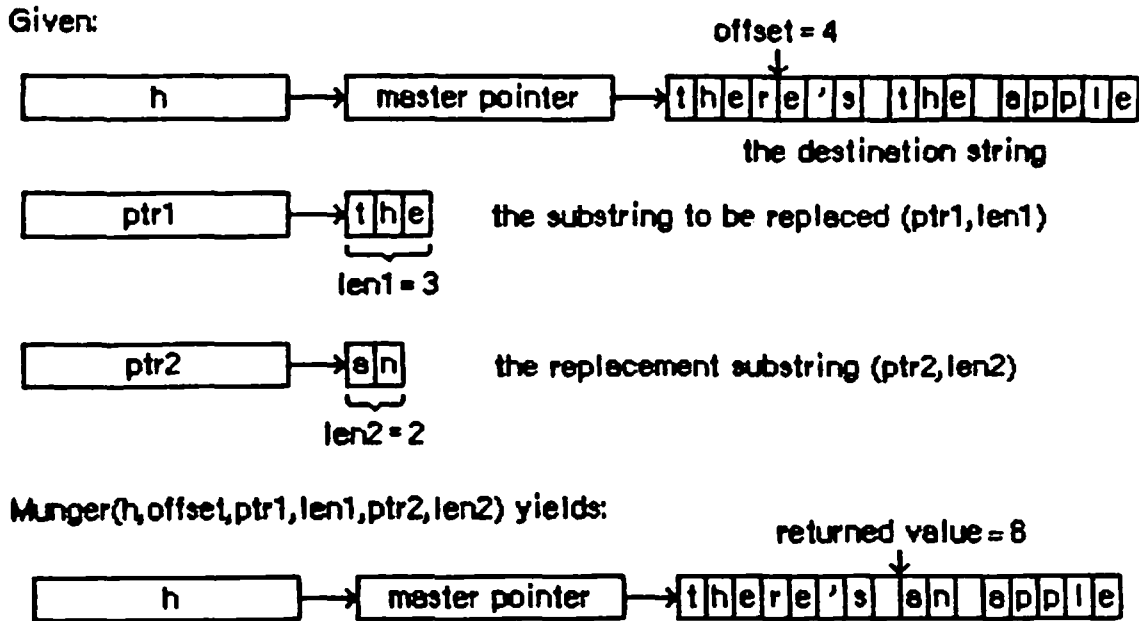 Given:
offset = 4
h
master pointer
there's the apple
the destination string
ptr1
the
the substring to be replaced (ptr1,len1)
len1 = 3
ptr2
an
the replacement substring (ptr2,len2)
len2 = 2
Munger(h,offset,ptr1,len1,ptr2,len2) yields:
returned value = 8
h
master pointer
there's an apple